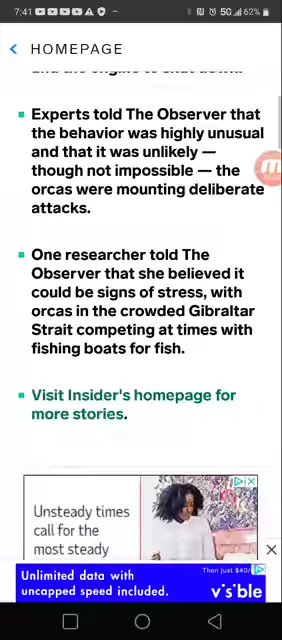 7:41
5G 62%
HOMEPAGE
Experts told The Observer that
the behavior was highly unusual
and that it was unlikely —
though not impossible — the
orcas were mounting deliberate
attacks.
One researcher told The
Observer that she believed it
could be signs of stress, with
orcas in the crowded Gibraltar
Strait competing at times with
fishing boats for fish.
Visit Insider's homepage for
more stories.
Unsteady times
call for the
most steady
Unlimited data with
uncapped speed included.
Then just $40/
visible